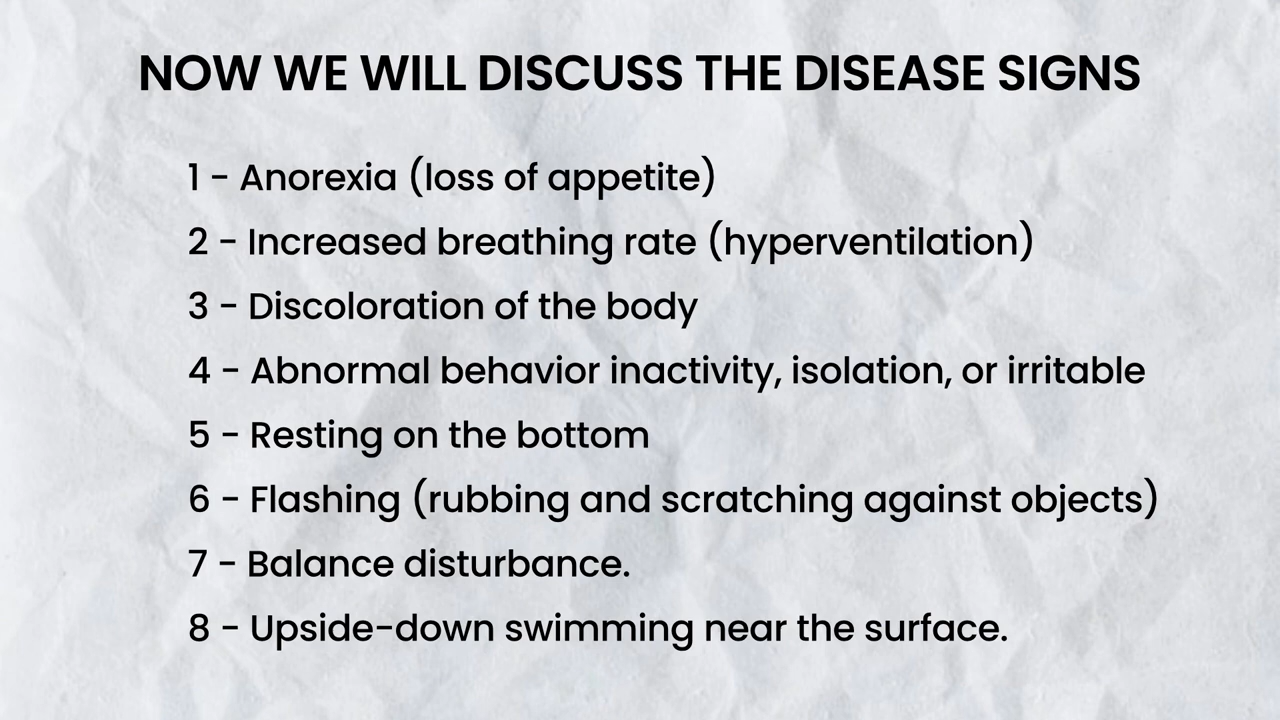 NOW WE WILL DISCUSS THE DISEASE SIGNS
1 - Anorexia (loss of appetite)
2 - Increased breathing rate (hyperventilation)
3 - Discoloration of the body
4 - Abnormal behavior inactivity, isolation, or irritable
5 - Resting on the bottom
6 - Flashing (rubbing and scratching against objects)
7 - Balance disturbance.
8 - Upside-down swimming near the surface.